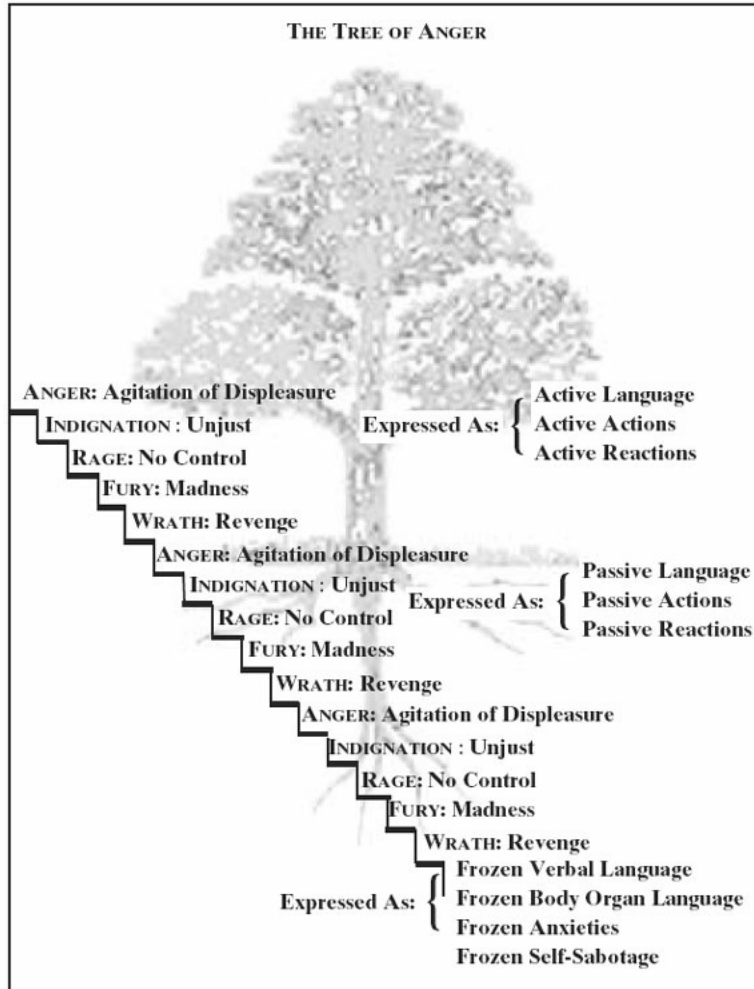 THE TREE OF ANGER
ANGER: Agitation of Displeasure
INDIGNATION : Unjust
RAGE: No Control
FURY: Madness
WRATH: Revenge
Expressed As:
Active Language
Active Actions
Active Reactions
ANGER: Agitation of Displeasure
INDIGNATION : Unjust
RAGE: No Control
FURY: Madness
WRATH: Revenge
Expressed As:
Passive Language
Passive Actions
Passive Reactions
ANGER: Agitation of Displeasure
INDIGNATION : Unjust
RAGE: No Control
FURY: Madness
WRATH: Revenge
Expressed As:
Frozen Verbal Language
Frozen Body Organ Language
Frozen Anxieties
Frozen Self-Sabotage